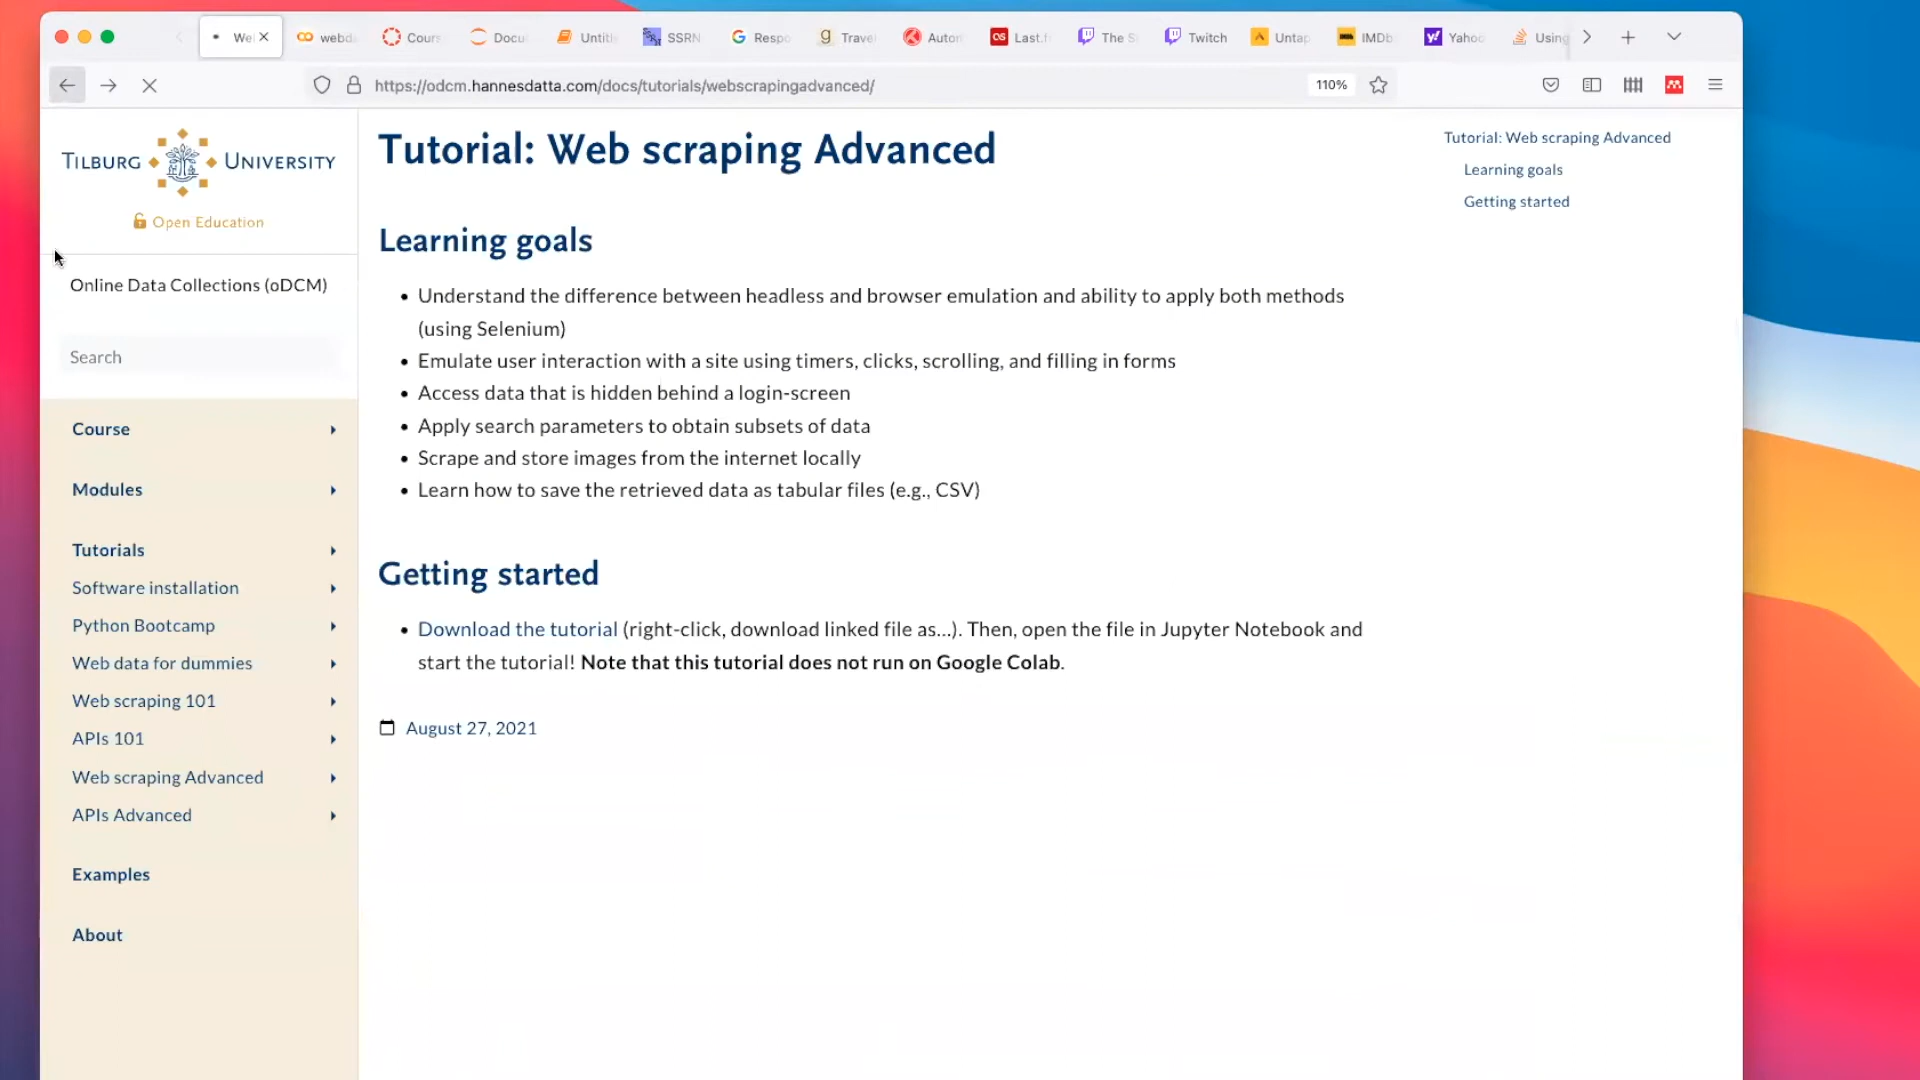 We
webd
Cours
Docu
Untitl
SSRN
Respo
Trave
Auton
Last.f
The S
Twitch
Untap
IMDb
Yahoo
Using
https://odcm.hannesdatta.com/docs/tutorials/webscrapingadvanced/
110%
TILBURG UNIVERSITY
Open Education
Online Data Collections (oDCM)
Search
Course
Modules
Tutorials
Software installation
Python Bootcamp
Web data for dummies
Web scraping 101
APIs 101
Web scraping Advanced
APIs Advanced
Examples
About
Tutorial: Web scraping Advanced
Learning goals
• Understand the difference between headless and browser emulation and ability to apply both methods
(using Selenium)
• Emulate user interaction with a site using timers, clicks, scrolling, and filling in forms
• Access data that is hidden behind a login-screen
• Apply search parameters to obtain subsets of data
• Scrape and store images from the internet locally
• Learn how to save the retrieved data as tabular files (e.g., CSV)
Getting started
• Download the tutorial (right-click, download linked file as...). Then, open the file in Jupyter Notebook and
start the tutorial! Note that this tutorial does not run on Google Colab.
August 27, 2021
Tutorial: Web scraping Advanced
Learning goals
Getting started